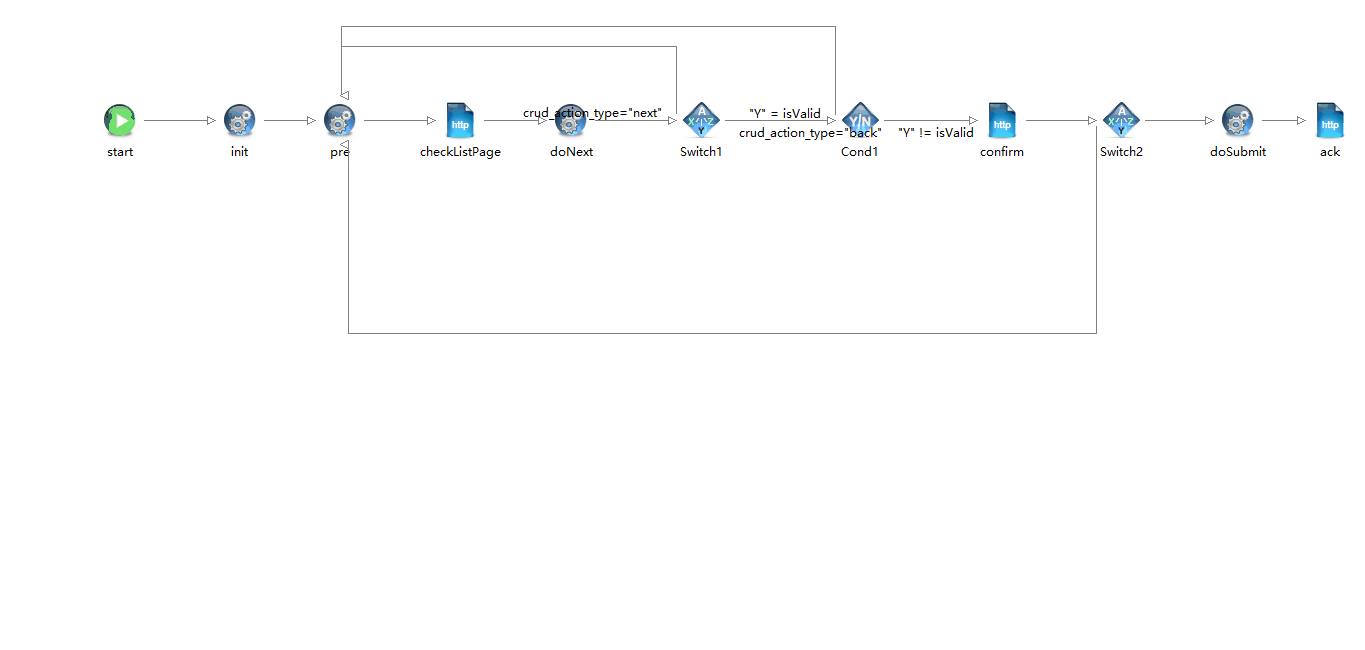 crud_action_type="next"
"Y" = isValid
crud_action_type="back"
"Y" != isValid
http
A
X Z
Y
Y/N
http
A
X Z
Y
http
start
init
pre
checkListPage
doNext
Switch1
Cond1
confirm
Switch2
doSubmit
ack